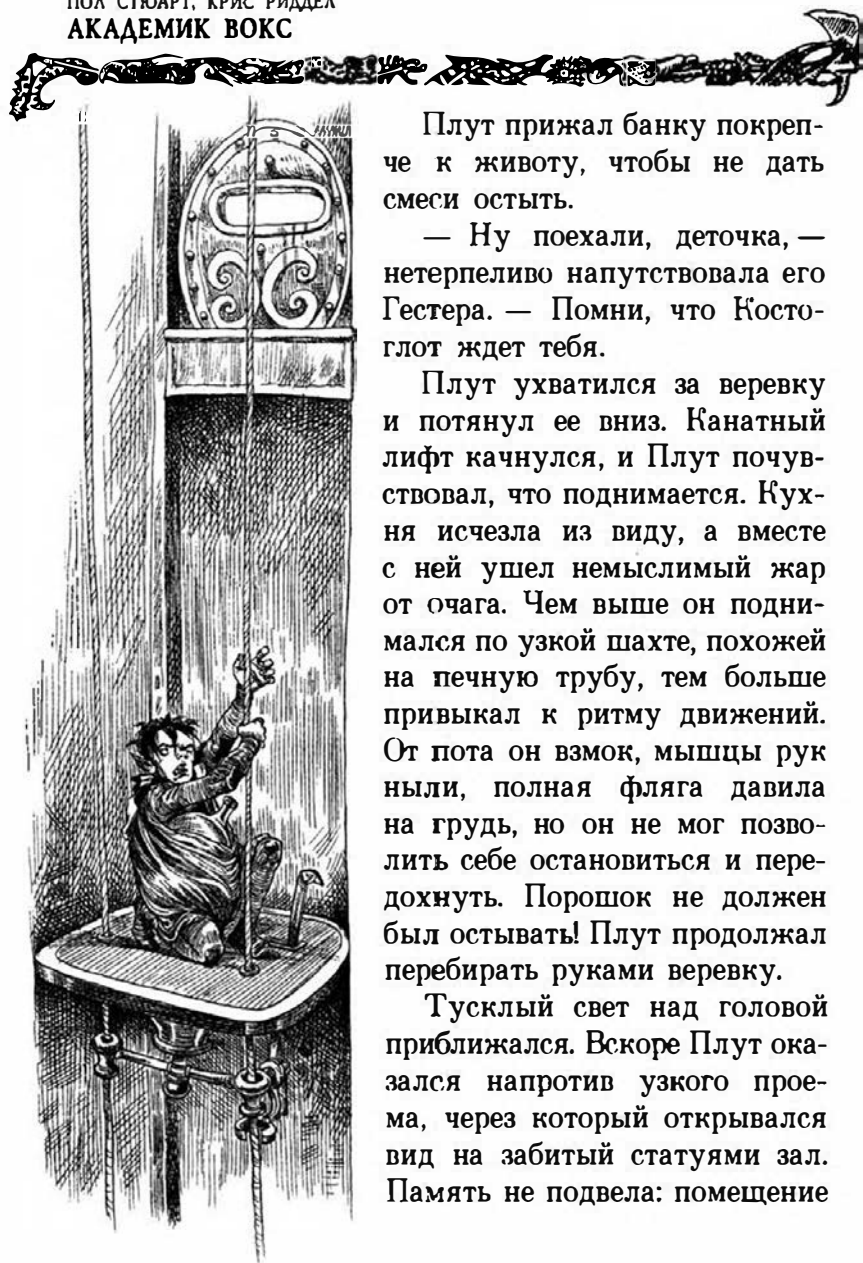 ПОЛ СТЮАРТ, КРИС РИДДЕЛ
АКАДЕМИК ВОКС
Плут прижал банку покреп-
че к животу, чтобы не дать
смеси остыть.
— Ну поехали, деточка, —
нетерпеливо напутствовала его
Гестера. — Помни, что Косто-
глот ждет тебя.
Плут ухватился за веревку
и потянул ее вниз. Канатный
лифт качнулся, и Плут почув-
ствовал, что поднимается. Кух-
ня исчезла из виду, а вместе
с ней ушел немыслимый жар
от очага. Чем выше он подни-
мался по узкой шахте, похожей
на печную трубу, тем больше
привыкал к ритму движений.
От пота он взмок, мышцы рук
ныли, полная фляга давила
на грудь, но он не мог позво-
лить себе остановиться и пере-
дохнуть. Порошок не должен
был остывать! Плут продолжал
перебирать руками веревку.
Тусклый свет над головой
приближался. Вскоре Плут ока-
зался напротив узкого прое-
ма, через который открывался
вид на забитый статуями зал.
Память не подвела: помещение